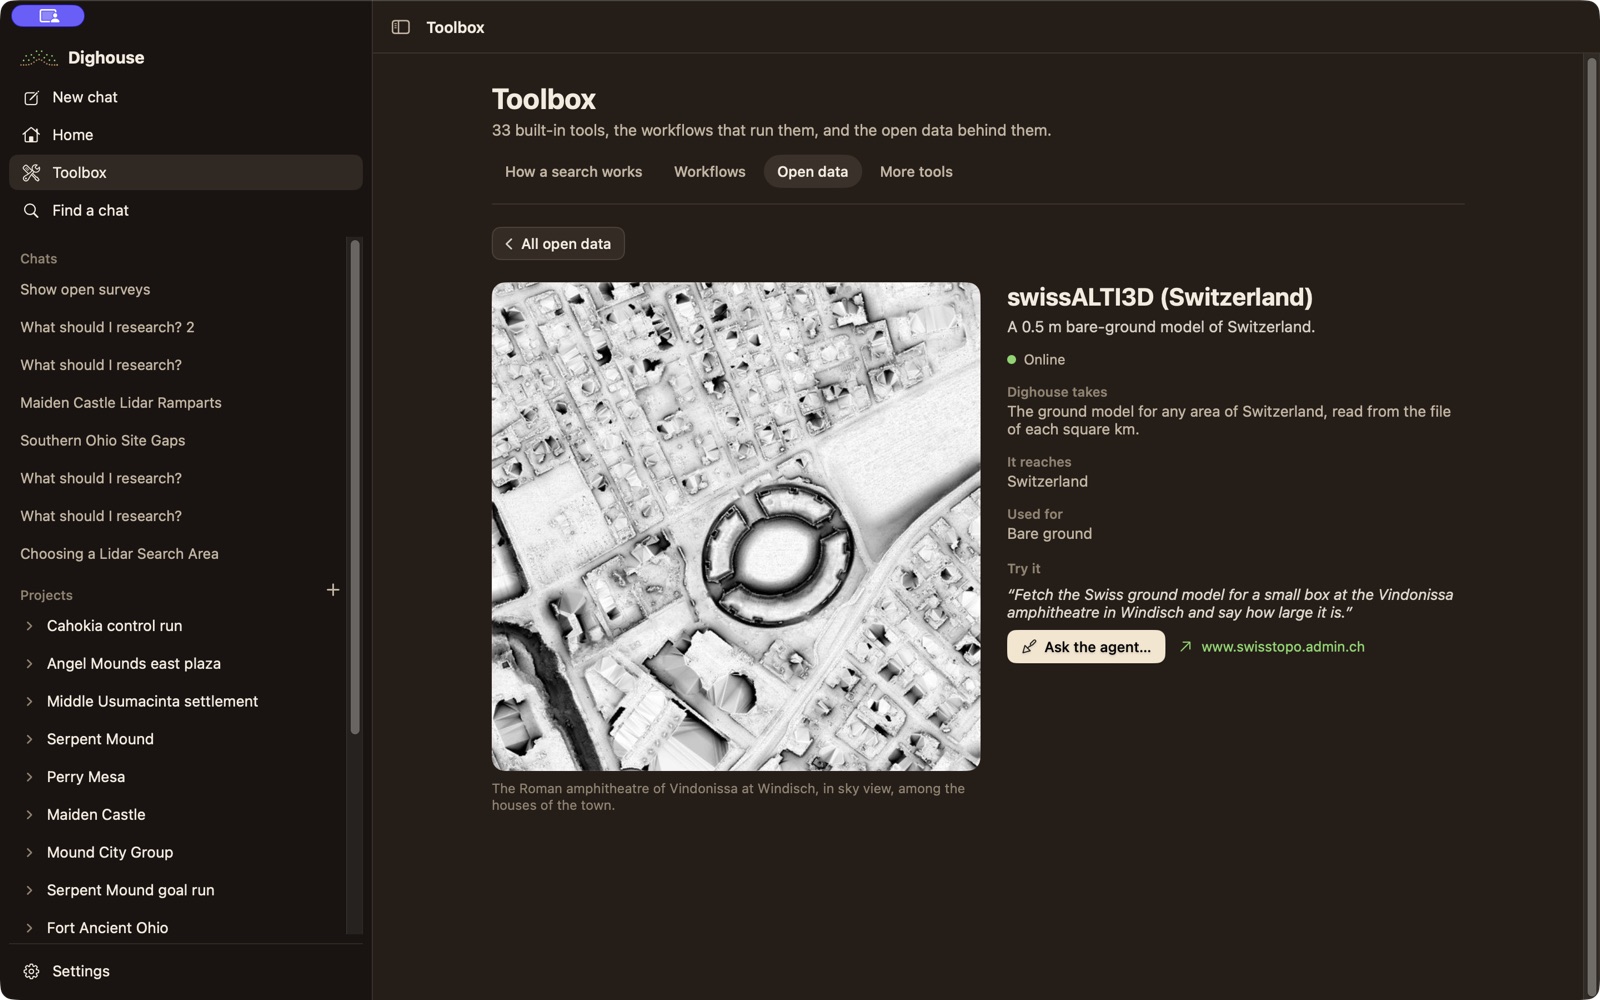 Dighouse
New chat
Home
Toolbox
Find a chat
Chats
Show open surveys
What should I research? 2
What should I research?
Maiden Castle Lidar Ramparts
Southern Ohio Site Gaps
What should I research?
What should I research?
Choosing a Lidar Search Area
Projects
Cahokia control run
Angel Mounds east plaza
Middle Usumacinta settlement
Serpent Mound
Perry Mesa
Maiden Castle
Mound City Group
Serpent Mound goal run
Fort Ancient Ohio
Settings
Toolbox
Toolbox
33 built-in tools, the workflows that run them, and the open data behind them.
How a search works Workflows Open data More tools
All open data
The Roman amphitheatre of Vindonissa at Windisch, in sky view, among the
houses of the town.
swissALTI3D (Switzerland)
A 0.5 m bare-ground model of Switzerland.
Online
Dighouse takes
The ground model for any area of Switzerland, read from the file
of each square km.
It reaches
Switzerland
Used for
Bare ground
Try it
“Fetch the Swiss ground model for a small box at the Vindonissa
amphitheatre in Windisch and say how large it is.”
Ask the agent... www.swisstopo.admin.ch